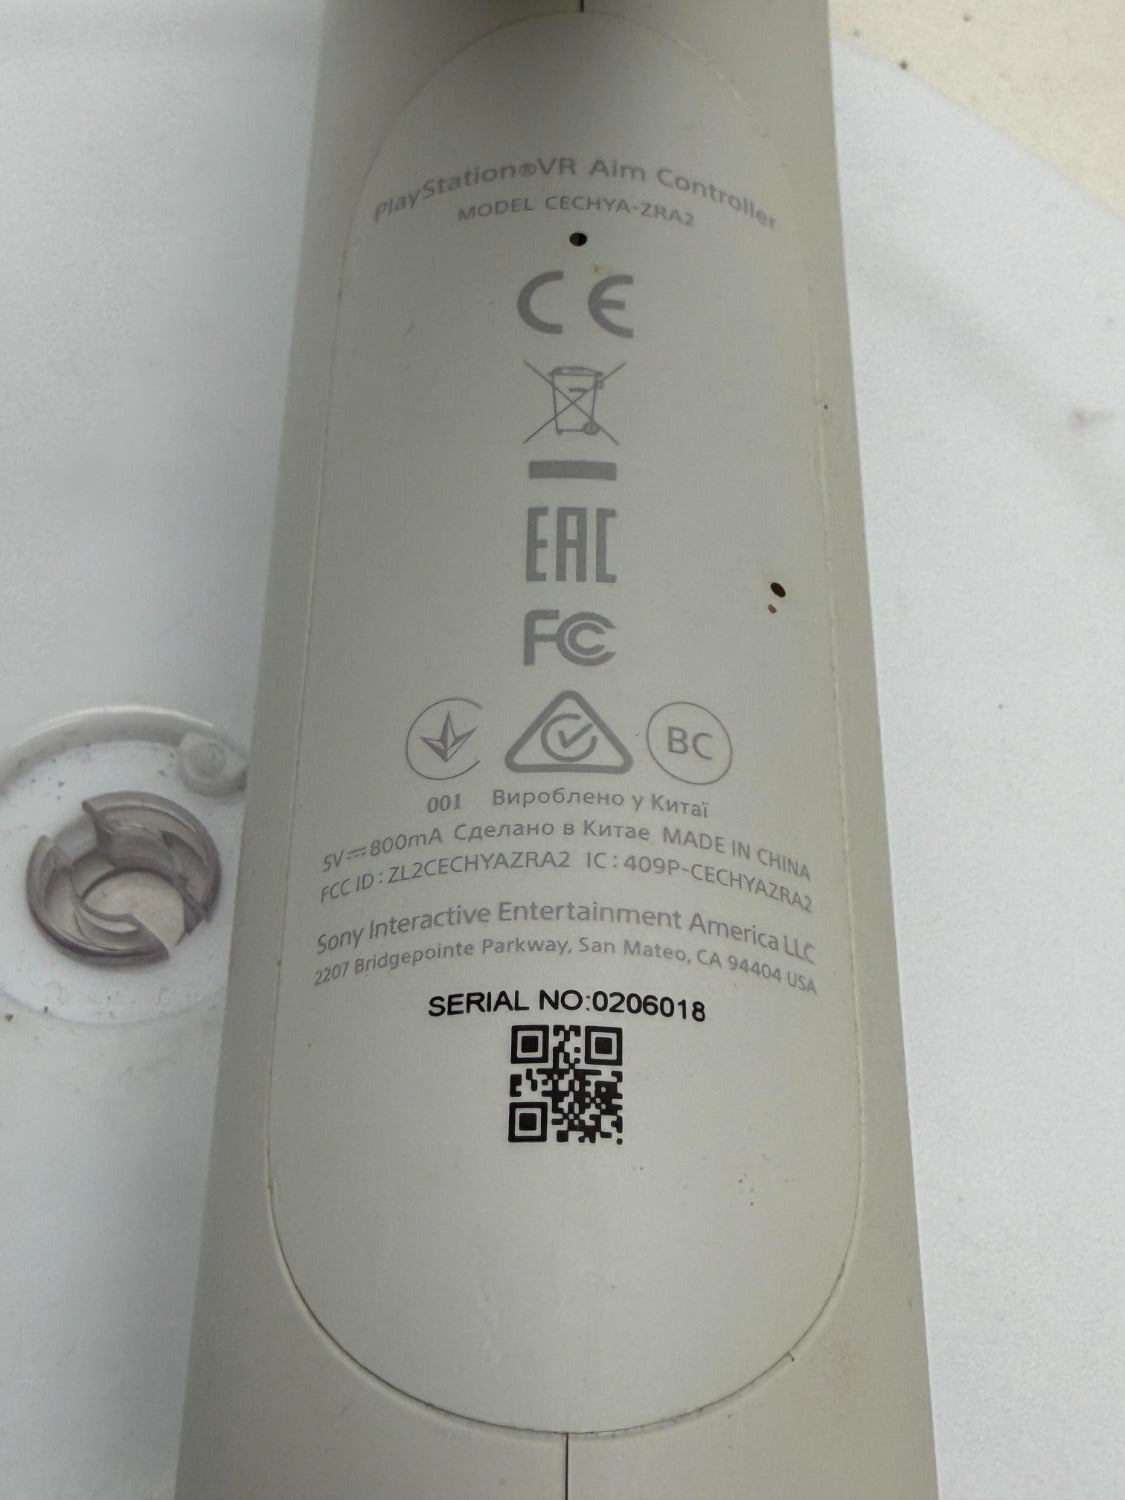 PlayStation®VR Aim Controller
MODEL CECHYA-ZRA2
CE
EAC
FC
BC
001 Вироблено у Китаї
5V⎓800mA Сделано в Китае MADE IN CHINA
FCC ID : ZL2CECHYAZRA2 IC : 409P-CECHYAZRA2
Sony Interactive Entertainment America LLC
2207 Bridgepointe Parkway, San Mateo, CA 94404 USA
SERIAL NO:0206018